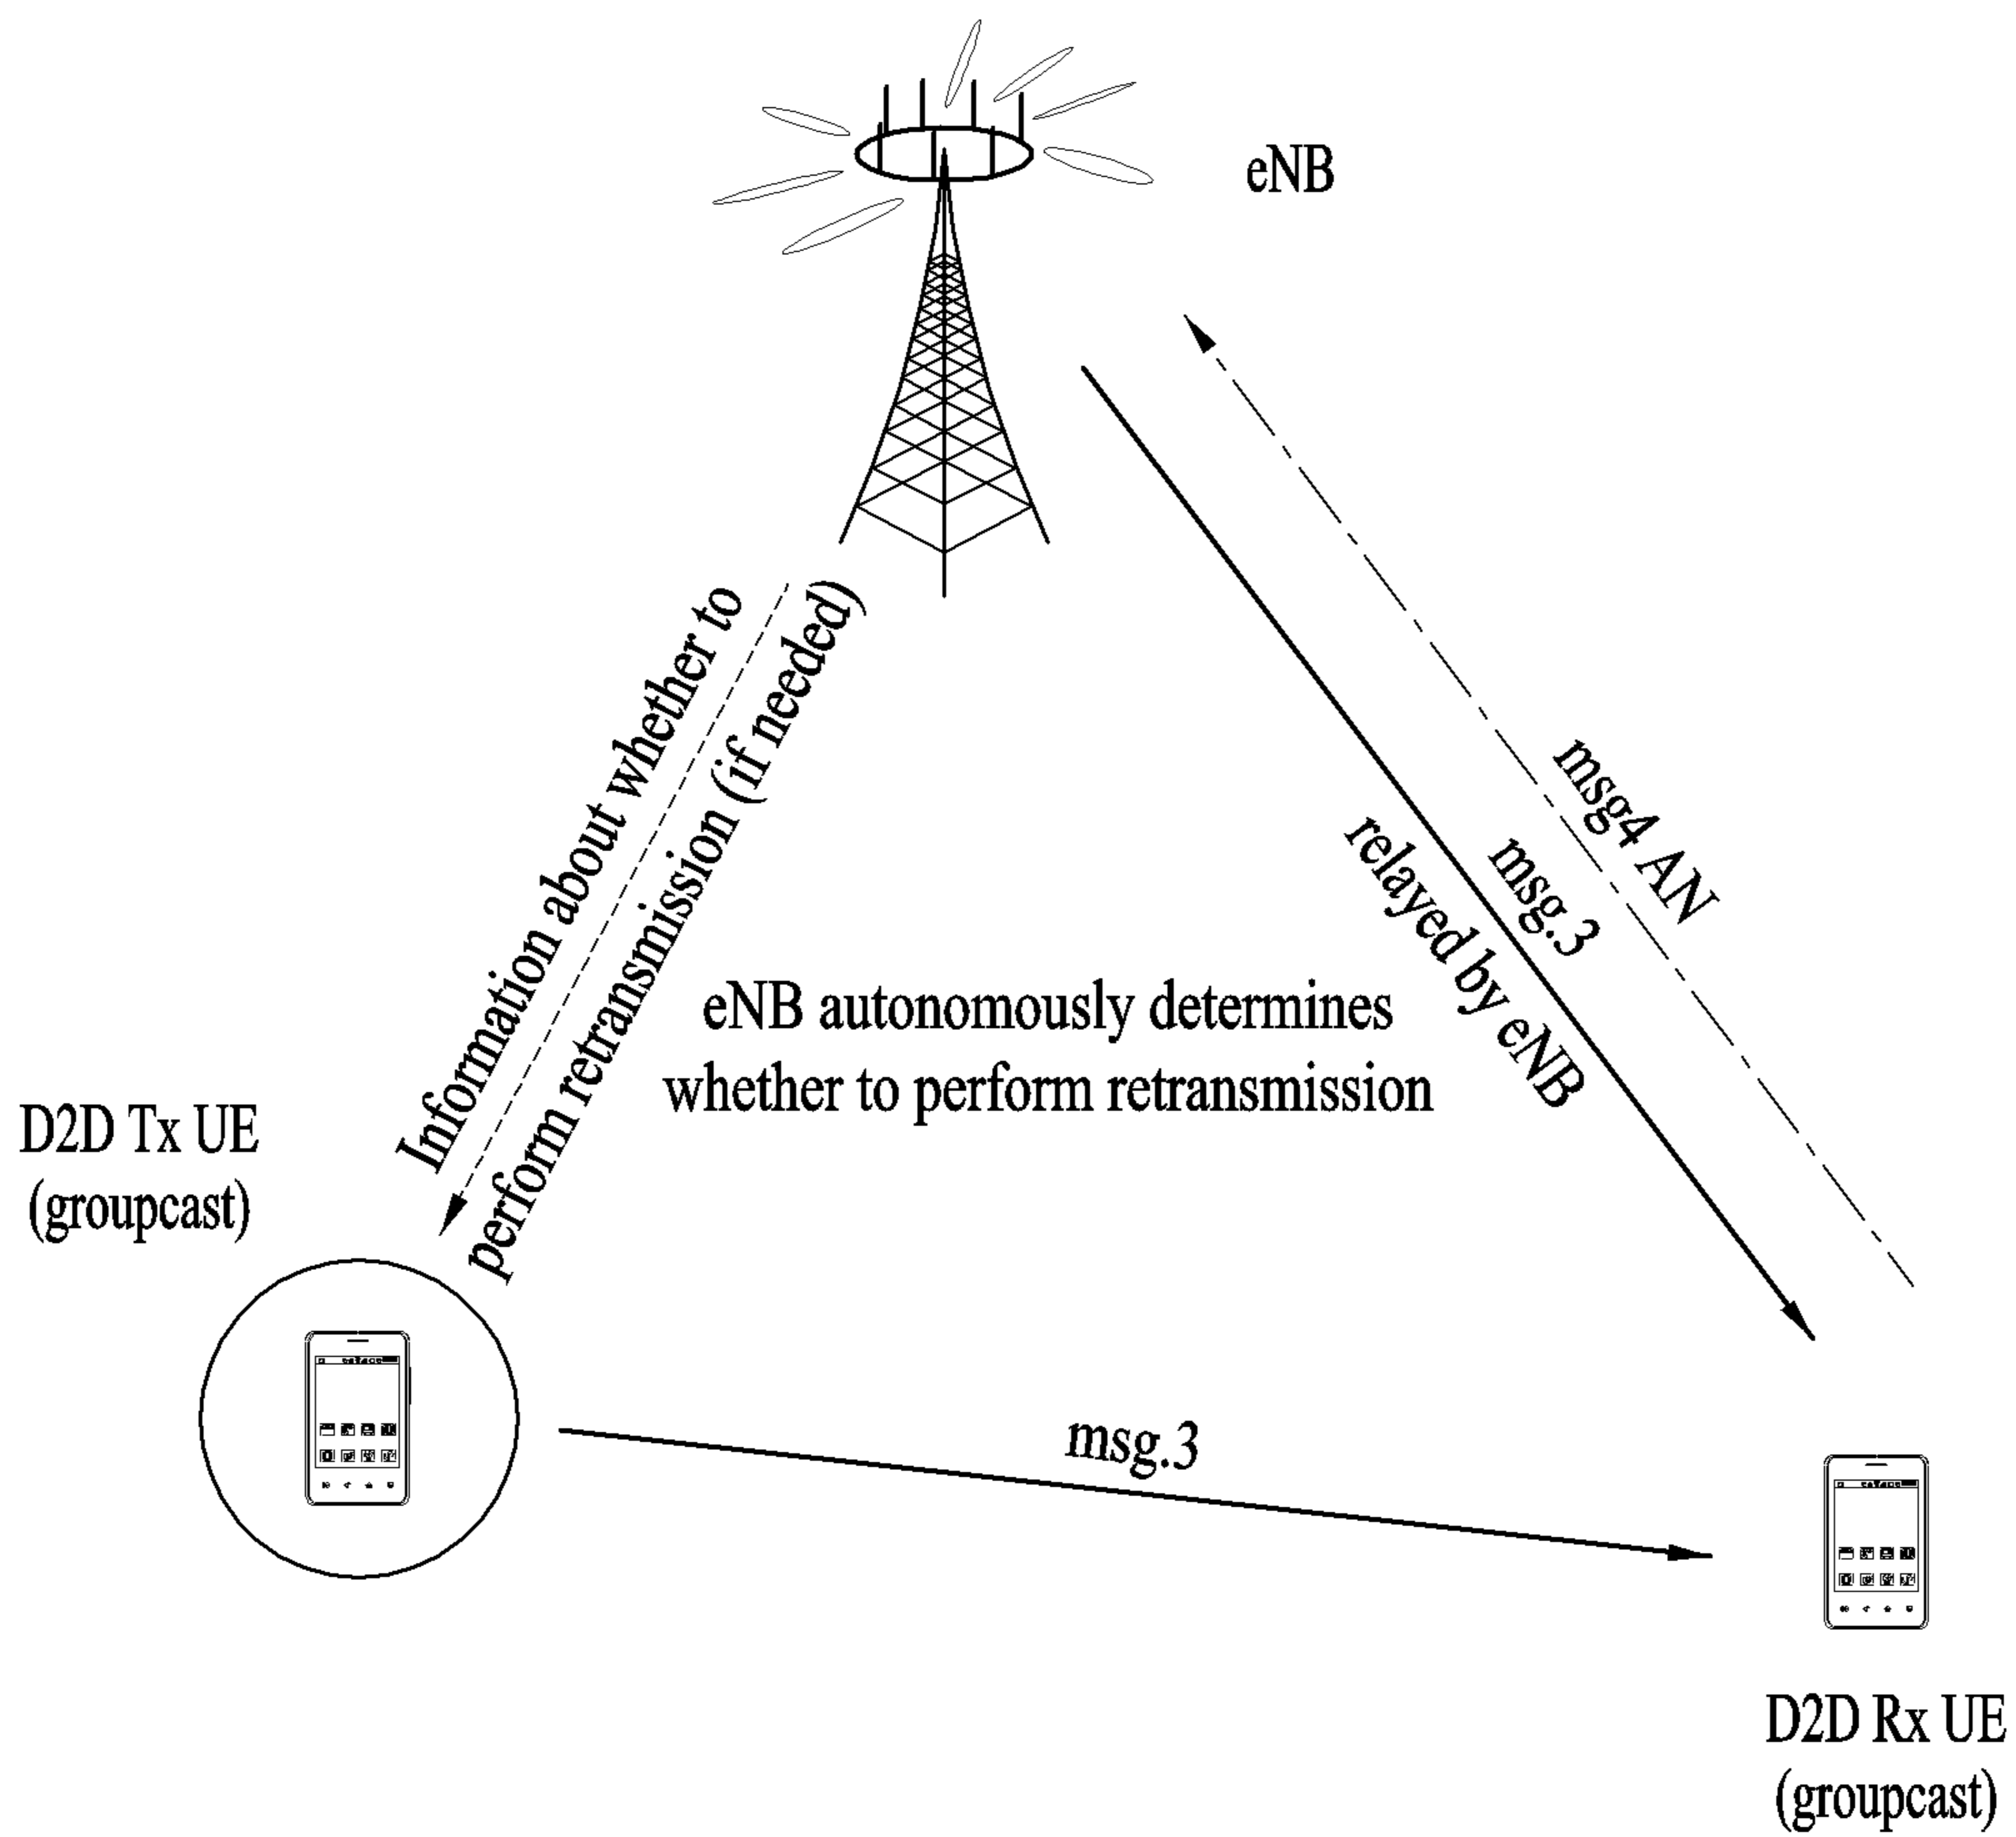 eNB
Information about whether to
perform retransmission (if needed)
msg4 AN
msg.3
relayed by eNB
eNB autonomously determines
whether to perform retransmission
D2D Tx UE
(groupcast)
msg.3
D2D Rx UE
(groupcast)